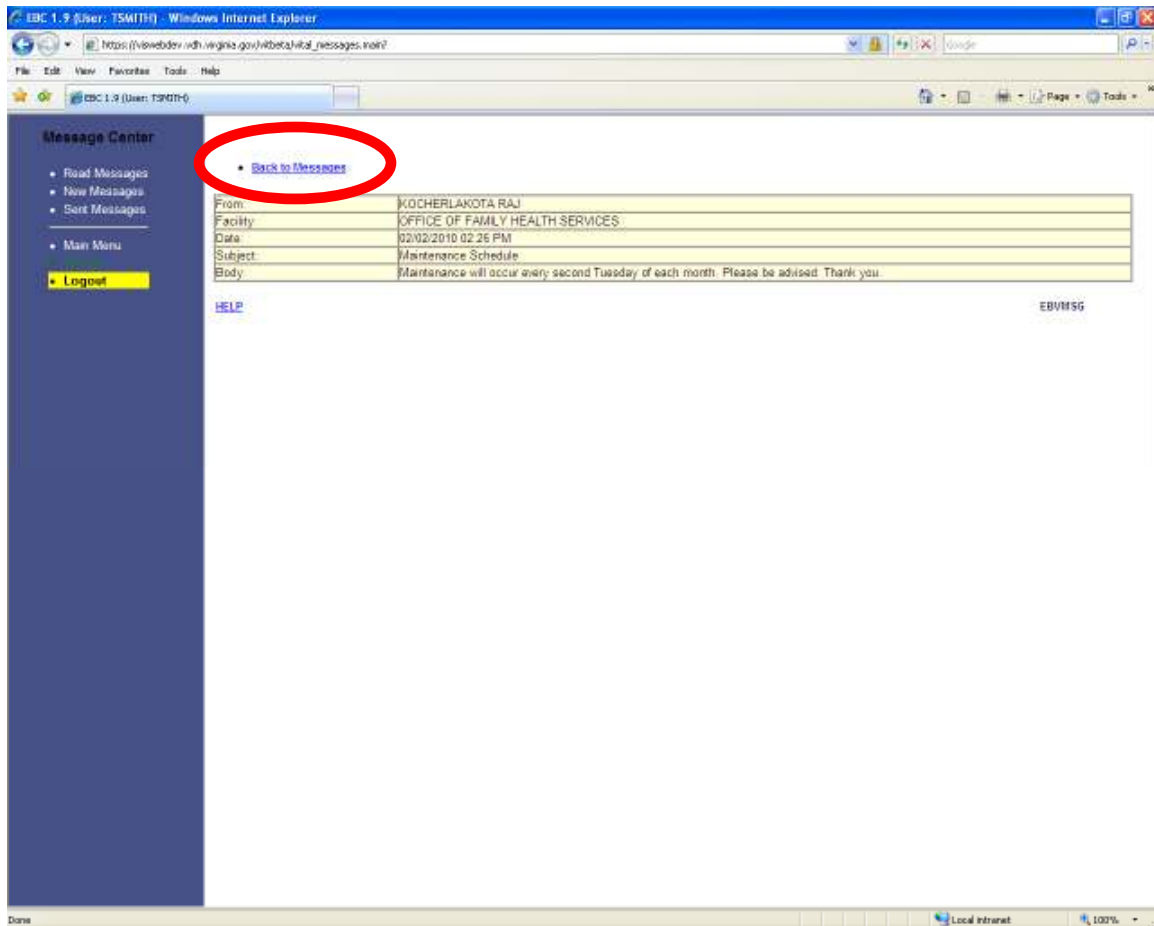 EBC 1.9 (User: TSMITH) - Windows Internet Explorer
https://viswebdev.vdh.virginia.gov/vitbeta/vital_messages.main?
Google
File Edit View Favorites Tools Help
EBC 1.9 (User: TSMITH)
Page Tools
Message Center
Read Messages
New Messages
Sent Messages
Main Menu
Logout
Back to Messages
From: KOCHERLAKOTA RAJ
Facility OFFICE OF FAMILY HEALTH SERVICES
Date: 02/02/2010 02:26 PM
Subject: Maintenance Schedule
Body: Maintenance will occur every second Tuesday of each month. Please be advised. Thank you.
HELP
EBVMSG
Done
Local intranet
100%